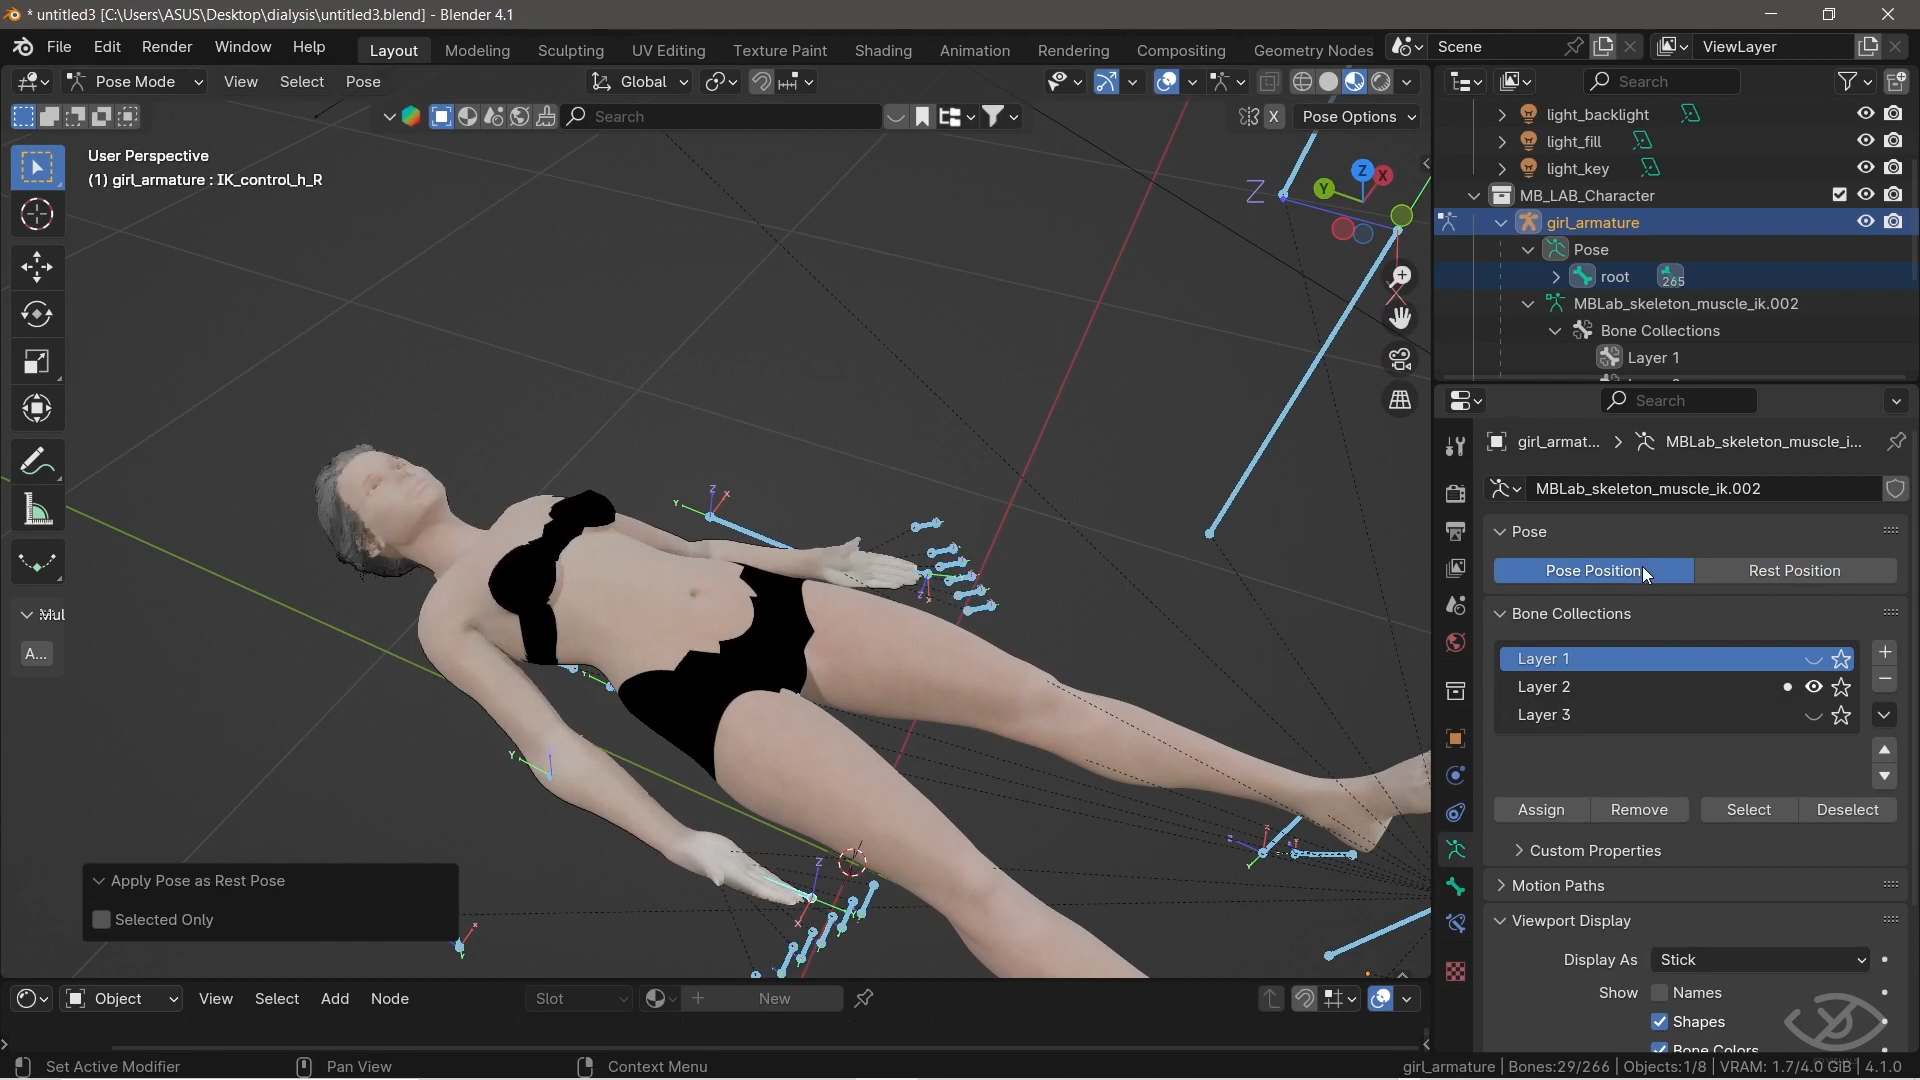 * untitled3 [C:\Users\ASUS\Desktop\dialysis\untitled3.blend] - Blender 4.1
File Edit Render Window Help
Layout Modeling Sculpting UV Editing Texture Paint Shading Animation Rendering Compositing Geometry Nodes
Scene
ViewLayer
Pose Mode View Select Pose
Global
Search
Search
X Pose Options
User Perspective
(1) girl_armature : IK_control_h_R
light_backlight
light_fill
light_key
MB_LAB_Character
girl_armature
Pose
root 265
MBLab_skeleton_muscle_ik.002
Bone Collections
Layer 1
Search
girl_armat... > MBLab_skeleton_muscle_i...
MBLab_skeleton_muscle_ik.002
Pose
Pose Position Rest Position
Bone Collections
Layer 1
Layer 2
Layer 3
Assign Remove Select Deselect
Custom Properties
Motion Paths
Viewport Display
Display As Stick
Show Names
Shapes
Bone Colors
Z
Y
X
Mul
A...
Apply Pose as Rest Pose
Selected Only
Object View Select Add Node
Slot
New
Set Active Modifier
Pan View
Context Menu
girl_armature | Bones:29/266 | Objects:1/8 | VRAM: 1.7/4.0 GiB | 4.1.0